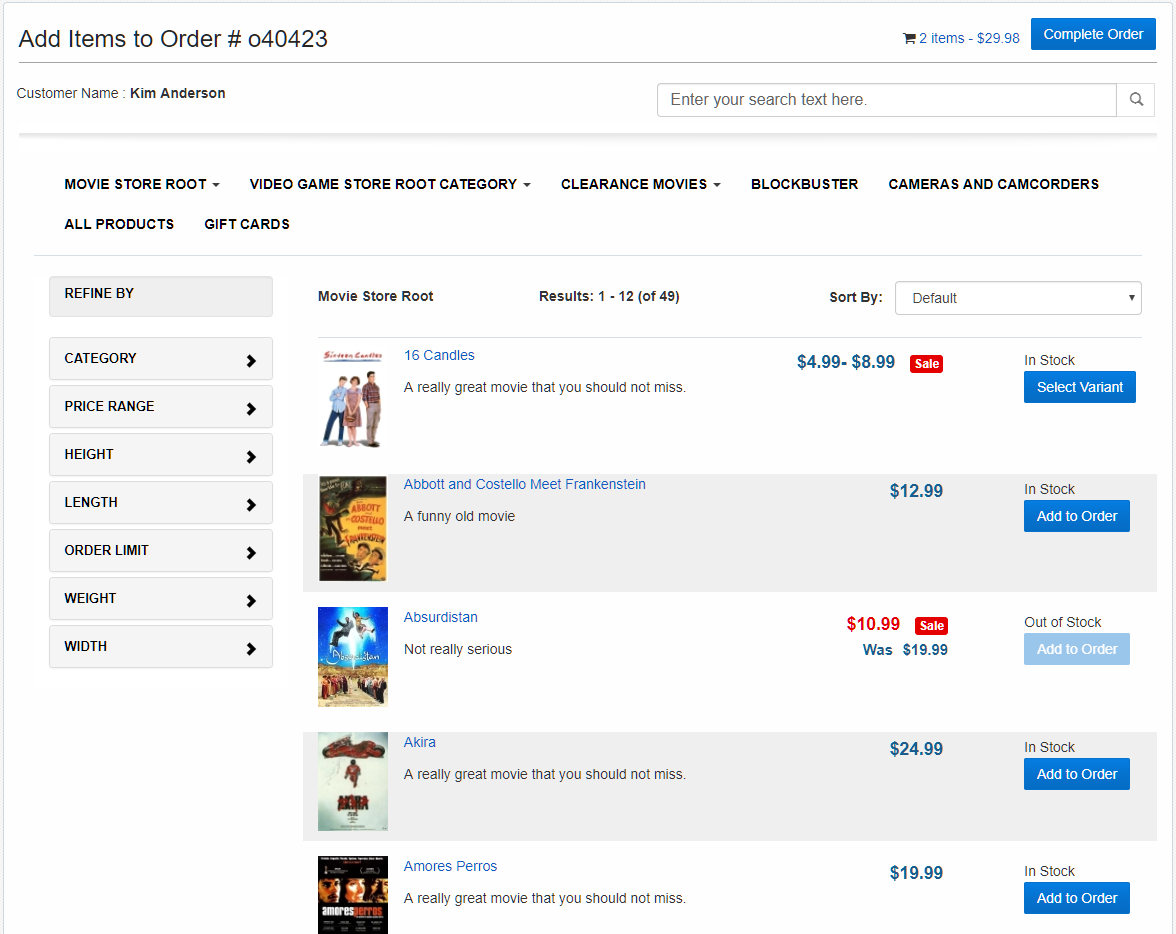 Add Items to Order # o40423
2 items - $29.98
Complete Order
Customer Name : Kim Anderson
Enter your search text here.
MOVIE STORE ROOT
VIDEO GAME STORE ROOT CATEGORY
CLEARANCE MOVIES
BLOCKBUSTER
CAMERAS AND CAMCORDERS
ALL PRODUCTS
GIFT CARDS
REFINE BY
CATEGORY
PRICE RANGE
HEIGHT
LENGTH
ORDER LIMIT
WEIGHT
WIDTH
Movie Store Root
Results: 1 - 12 (of 49)
Sort By:
Default
Sixteen Candles
16 Candles
A really great movie that you should not miss.
$4.99- $8.99
Sale
In Stock
Select Variant
ABBOTT
COSTELLO
MEET
FRANKENSTEIN
Abbott and Costello Meet Frankenstein
A funny old movie
$12.99
In Stock
Add to Order
Absurdistan
Absurdistan
Not really serious
$10.99
Sale
Was $19.99
Out of Stock
Add to Order
AKIRA
Akira
A really great movie that you should not miss.
$24.99
In Stock
Add to Order
amoresperros
Amores Perros
A really great movie that you should not miss.
$19.99
In Stock
Add to Order